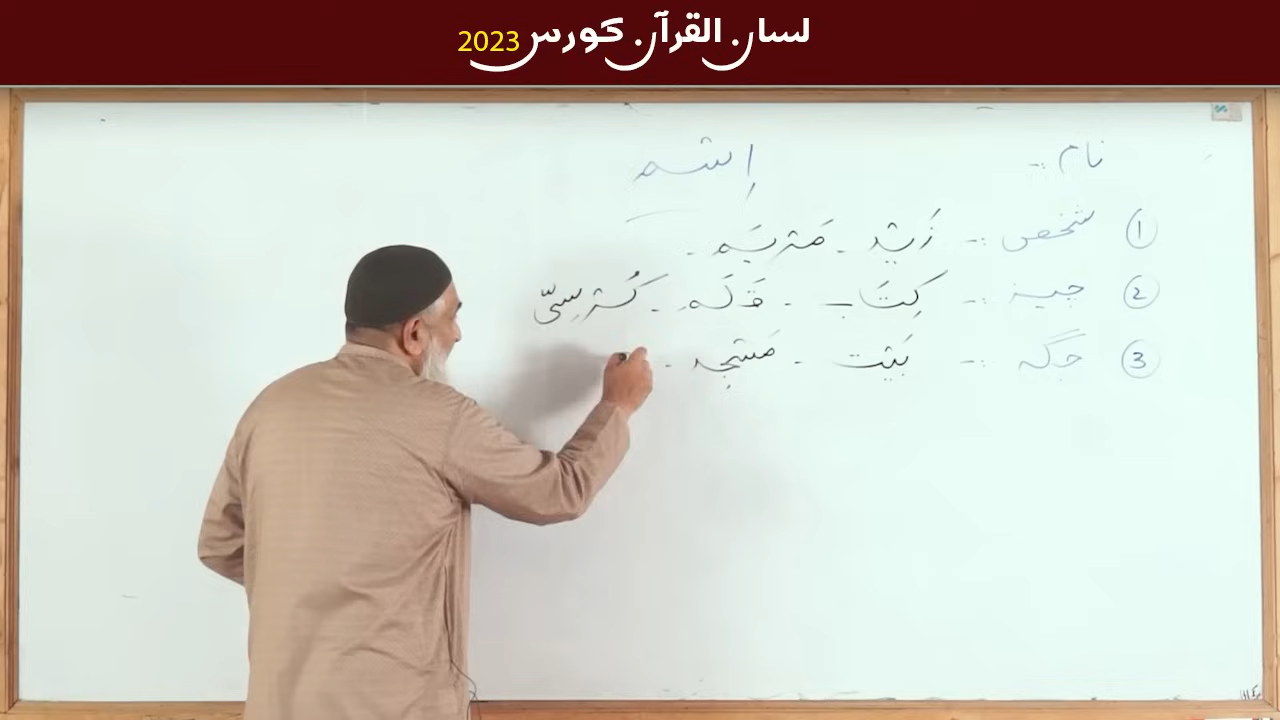 لسان القرآن کورس 2023
نام :- اِسْم
① شخص :- زَیْد - مَرْیَم -
② چیز :- کِتَاب - قَلَم - کُرْسِیّ
③ جگہ :- بَیْت - مَسْجِد -